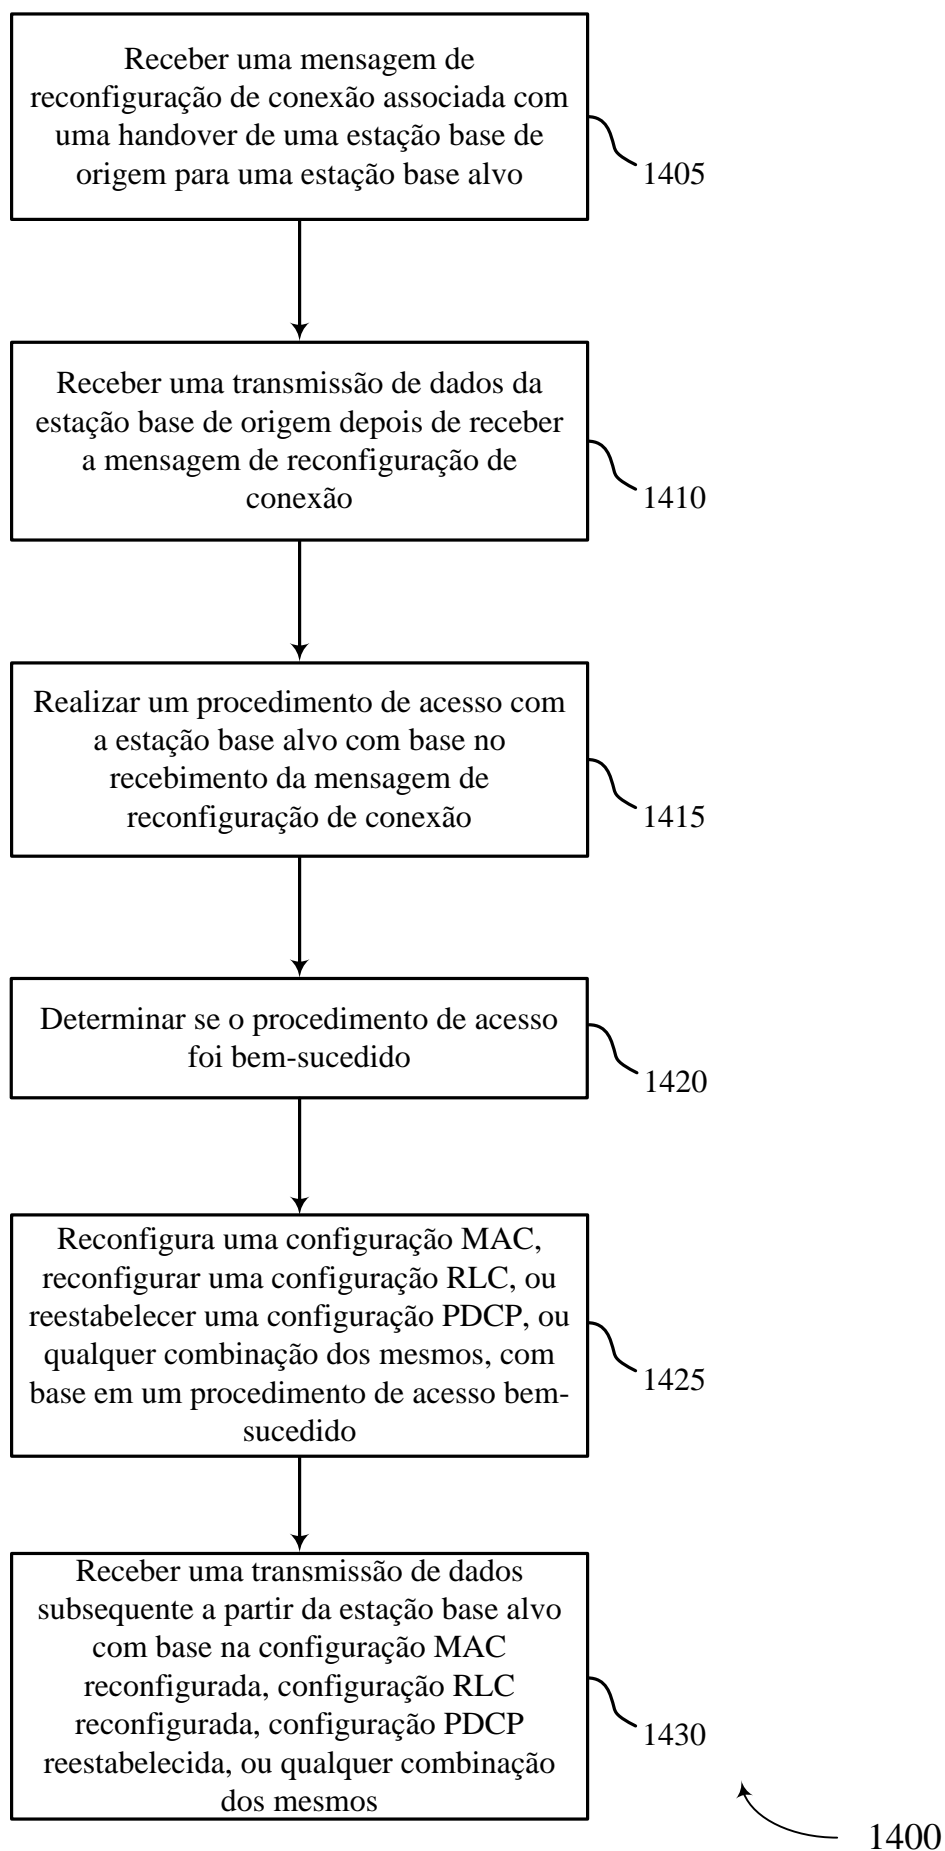 Receber uma mensagem de
reconfiguração de conexão associada com
uma handover de uma estação base de
origem para uma estação base alvo
1405
Receber uma transmissão de dados da
estação base de origem depois de receber
a mensagem de reconfiguração de
conexão
1410
Realizar um procedimento de acesso com
a estação base alvo com base no
recebimento da mensagem de
reconfiguração de conexão
1415
Determinar se o procedimento de acesso
foi bem-sucedido
1420
Reconfigura uma configuração MAC,
reconfigurar uma configuração RLC, ou
reestabelecer uma configuração PDCP, ou
qualquer combinação dos mesmos, com
base em um procedimento de acesso bem-
sucedido
1425
Receber uma transmissão de dados
subsequente a partir da estação base alvo
com base na configuração MAC
reconfigurada, configuração RLC
reconfigurada, configuração PDCP
reestabelecida, ou qualquer combinação
dos mesmos
1430
1400